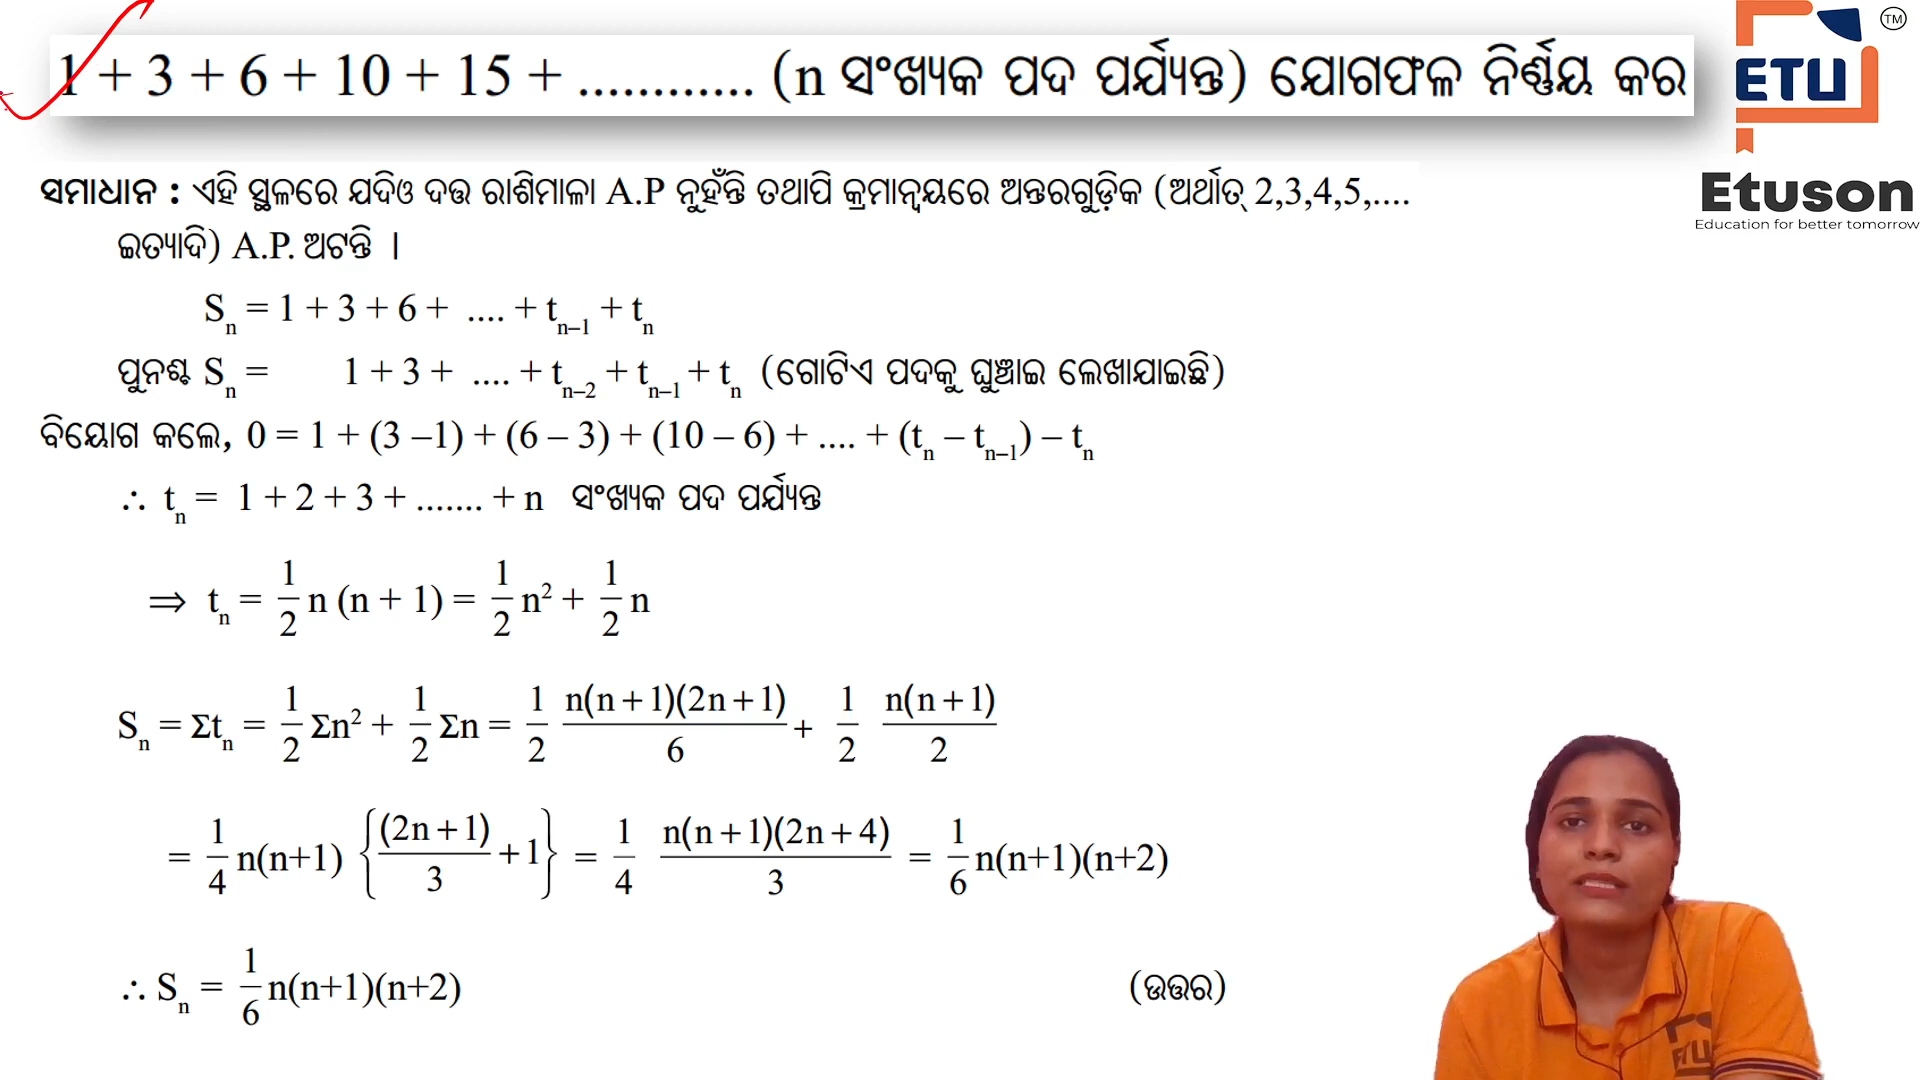 1 + 3 + 6 + 10 + 15 + ............ (n ସଂଖ୍ୟକ ପଦ ପର୍ଯ୍ୟନ୍ତ) ଯୋଗଫଳ ନିର୍ଣ୍ଣୟ କର
ETU TM
Etuson
Education for better tomorrow
ସମାଧାନ : ଏହି ସ୍ଥଳରେ ଯଦିଓ ଦତ୍ତ ରାଶିମାଳା A.P ନୁହଁନ୍ତି ତଥାପି କ୍ରମାନ୍ୱୟରେ ଅନ୍ତରଗୁଡ଼ିକ (ଅର୍ଥାତ୍ 2,3,4,5,....
ଇତ୍ୟାଦି) A.P. ଅଟନ୍ତି ।
Sₙ = 1 + 3 + 6 + .... + tₙ₋₁ + tₙ
ପୁନଶ୍ଚ Sₙ = 1 + 3 + .... + tₙ₋₂ + tₙ₋₁ + tₙ (ଗୋଟିଏ ପଦକୁ ଘୁଞ୍ଚାଇ ଲେଖାଯାଇଛି)
ବିୟୋଗ କଲେ, 0 = 1 + (3 –1) + (6 – 3) + (10 – 6) + .... + (tₙ – tₙ₋₁) – tₙ
∴ tₙ = 1 + 2 + 3 + ....... + n ସଂଖ୍ୟକ ପଦ ପର୍ଯ୍ୟନ୍ତ
⇒ tₙ = 1/2 n (n + 1) = 1/2 n² + 1/2 n
Sₙ = Σtₙ = 1/2 Σn² + 1/2 Σn = 1/2 n(n + 1)(2n + 1)/6 + 1/2 n(n + 1)/2
= 1/4 n(n+1) {(2n + 1)/3 + 1} = 1/4 n(n + 1)(2n + 4)/3 = 1/6 n(n+1)(n+2)
∴ Sₙ = 1/6 n(n+1)(n+2) (ଉତ୍ତର)
ETU